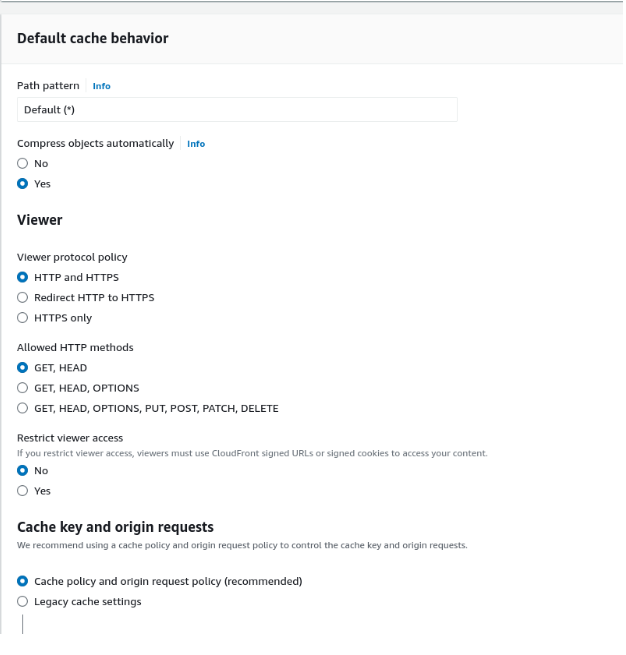 Default cache behavior
Path pattern Info
Default (*)
Compress objects automatically Info
No
Yes
Viewer
Viewer protocol policy
HTTP and HTTPS
Redirect HTTP to HTTPS
HTTPS only
Allowed HTTP methods
GET, HEAD
GET, HEAD, OPTIONS
GET, HEAD, OPTIONS, PUT, POST, PATCH, DELETE
Restrict viewer access
If you restrict viewer access, viewers must use CloudFront signed URLs or signed cookies to access your content.
No
Yes
Cache key and origin requests
We recommend using a cache policy and origin request policy to control the cache key and origin requests.
Cache policy and origin request policy (recommended)
Legacy cache settings